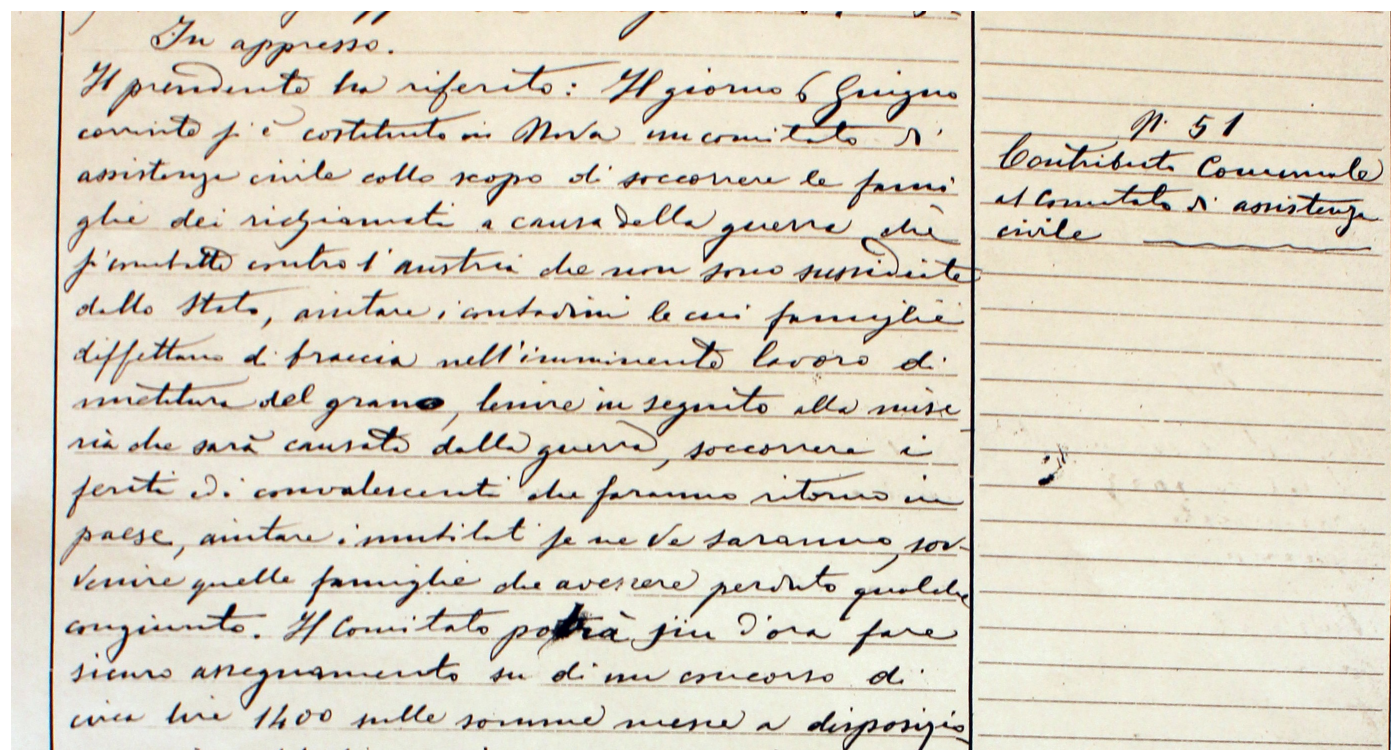 In appresso.
Il presidente ha riferito: Il giorno 6 Giugno
corrente s'è costituito in Nova un comitato di
assistenza civile collo scopo di soccorrere le fami
glie dei richiamati a causa della guerra che
si combatte contro l'austria che non sono sussidiate
dallo Stato, aiutare i contadini le cui famiglie
diffettano di braccia nell'imminente lavoro di
mietitura del grano, lenire in seguito alla mise
ria che sarà causata dalla guerra, soccorrere i
feriti ed i convalescenti che faranno ritorno in
paese, aiutare i mutilati se ve ne saranno, sov-
venire quelle famiglie che avessero perduto qualche
congiunto. Il Comitato potrà fin d'ora fare
sicuro assegnamento su di un concorso di
circa lire 1400 sulle somme messe a disposizio
N. 51
Contributo Comunale
al Comitato di assistenza
civile